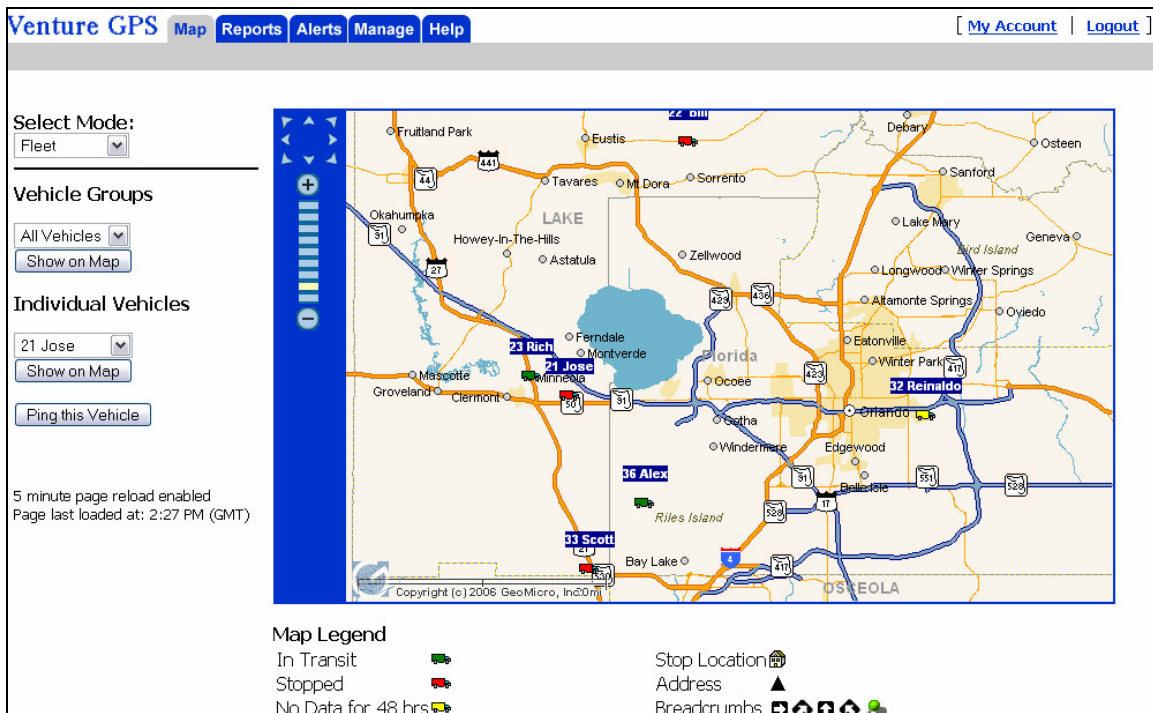 Venture GPS Map Reports Alerts Manage Help [ My Account | Logout ]
Select Mode:
Fleet
Vehicle Groups
All Vehicles
Show on Map
Individual Vehicles
21 Jose
Show on Map
Ping this Vehicle
5 minute page reload enabled
Page last loaded at: 2:27 PM (GMT)
22 Bill
Fruitland Park
Eustis
Debary
Osteen
441
44
Tavares
Mt Dora
Sorrento
Sanford
Okahumpka
LAKE
Lake Mary
91
Howey-In-The-Hills
Geneva
Bird Island
27
Astatula
Zellwood
Longwood
Winter Springs
429
436
Altamonte Springs
Oviedo
Ferndale
23 Rich
Montverde
Florida
Eatonville
21 Jose
Winter Park
417
Mascotte
Minneola
Ocoee
423
32 Reinaldo
Groveland
Clermont
50
91
Orlando
Gotha
Windermere
Edgewood
36 Alex
91
551
528
Belle Isle
17
Riles Island
528
33 Scott
Bay Lake
4
417
530
OSCEOLA
Copyright (c) 2006 GeoMicro, Inc.
0mi
Map Legend
In Transit
Stop Location
Stopped
Address
No Data for 48 hrs
Breadcrumbs